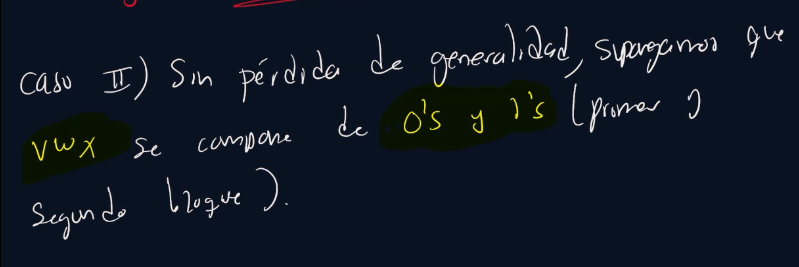 caso II) Sin pérdida de generalidad, supongamos que
vwx se compone de 0's y 1's (primer y
segundo bloque).